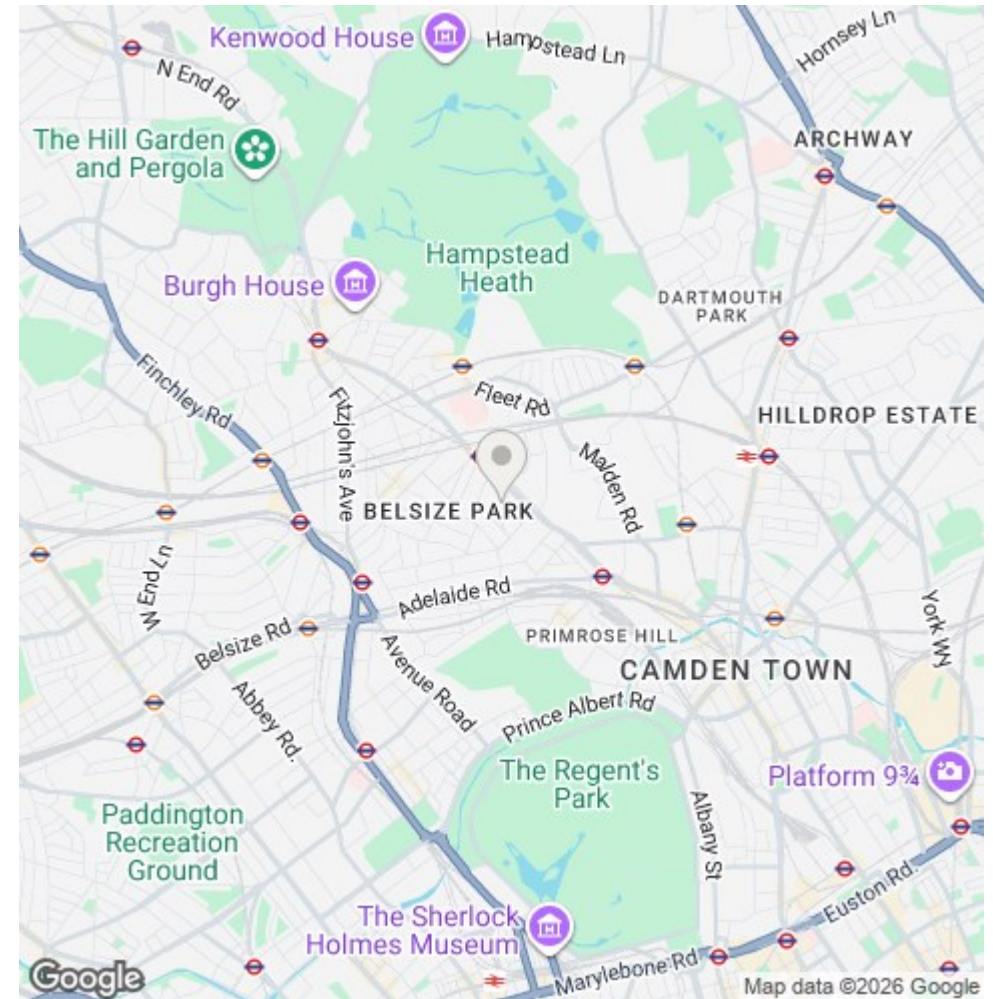 Kenwood House
Hampstead Ln
Hornsey Ln
N End Rd
The Hill Garden
and Pergola
ARCHWAY
Hampstead
Heath
Burgh House
DARTMOUTH
PARK
Finchley Rd
Fitzjohn's Ave
Fleet Rd
HILLDROP ESTATE
Malden Rd
BELSIZE PARK
W End Ln
Adelaide Rd
York Wy
Belsize Rd
PRIMROSE HILL
Avenue Road
CAMDEN TOWN
Abbey Rd.
Prince Albert Rd
The Regent's
Park
Platform 9¾
Albany St
Paddington
Recreation
Ground
Euston Rd.
The Sherlock
Holmes Museum
Marylebone Rd
Google
Map data ©2026 Google